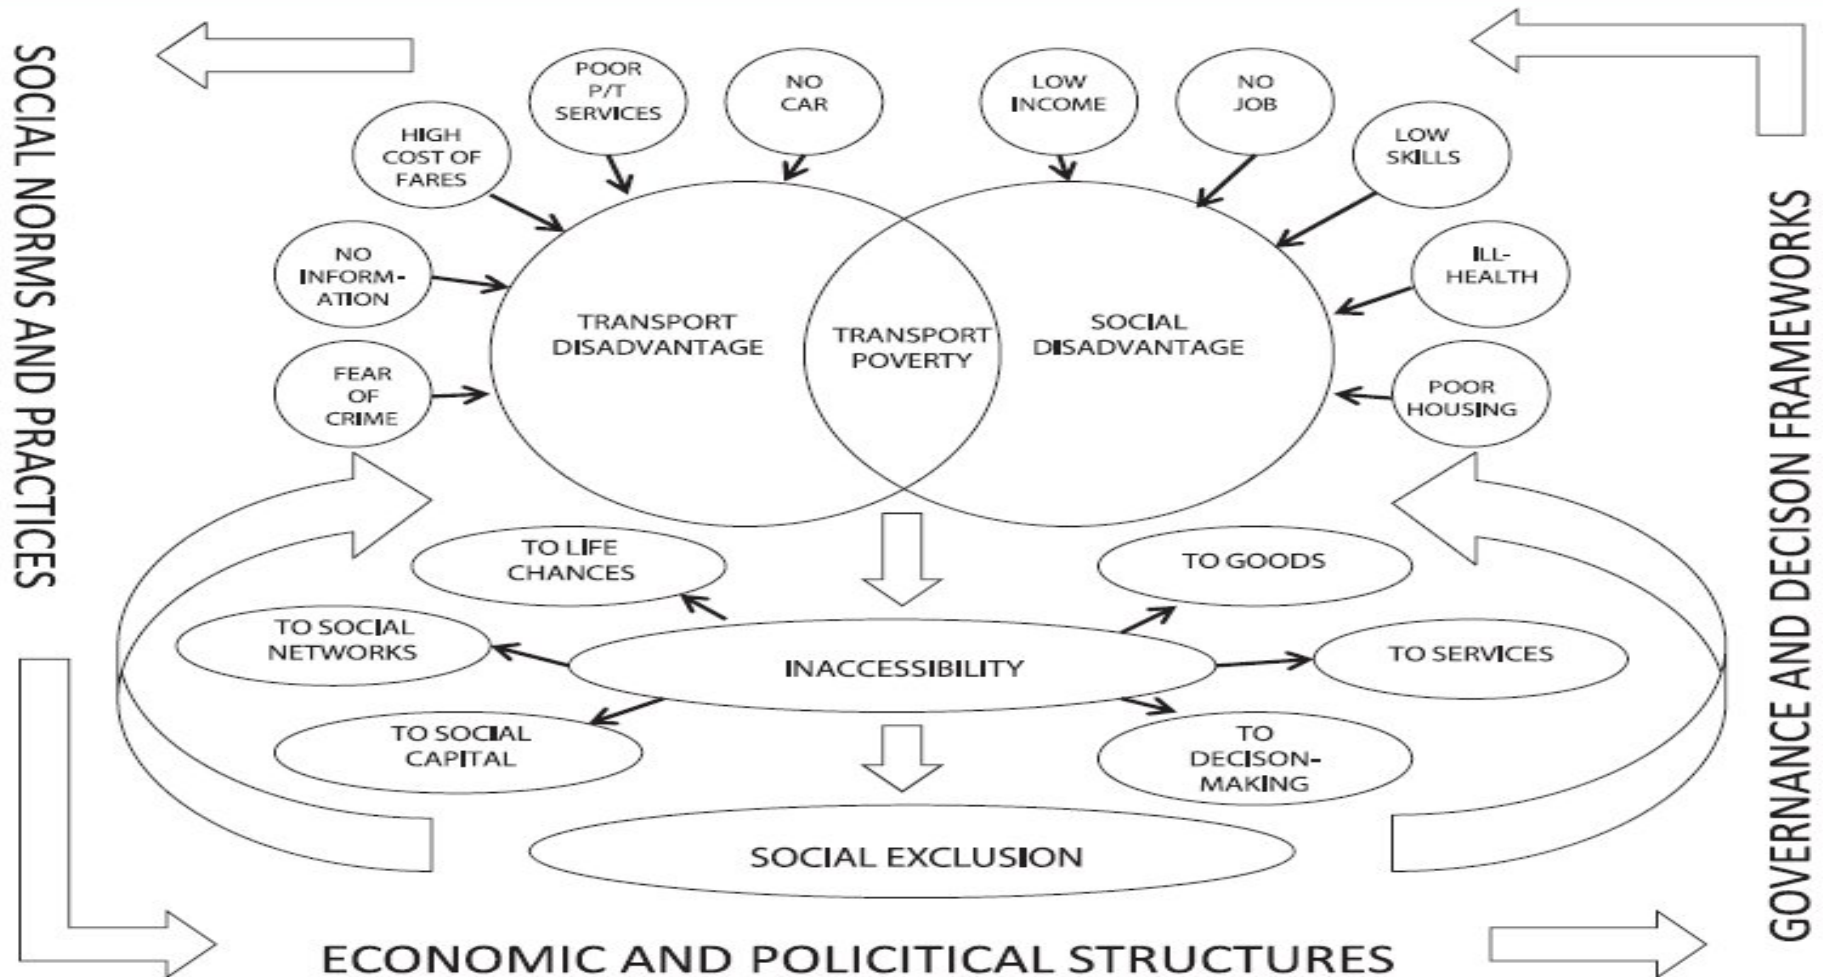 SOCIAL NORMS AND PRACTICES
POOR
P/T
SERVICES
NO
CAR
LOW
INCOME
NO
JOB
HIGH
COST OF
FARES
LOW
SKILLS
NO
INFORM-
ATION
ILL-
HEALTH
FEAR
OF
CRIME
POOR
HOUSING
TRANSPORT
DISADVANTAGE
TRANSPORT
POVERTY
SOCIAL
DISADVANTAGE
GOVERNANCE AND DECISON FRAMEWORKS
TO LIFE
CHANCES
TO GOODS
TO SOCIAL
NETWORKS
INACCESSIBILITY
TO SERVICES
TO SOCIAL
CAPITAL
TO
DECISON-
MAKING
SOCIAL EXCLUSION
ECONOMIC AND POLICITICAL STRUCTURES